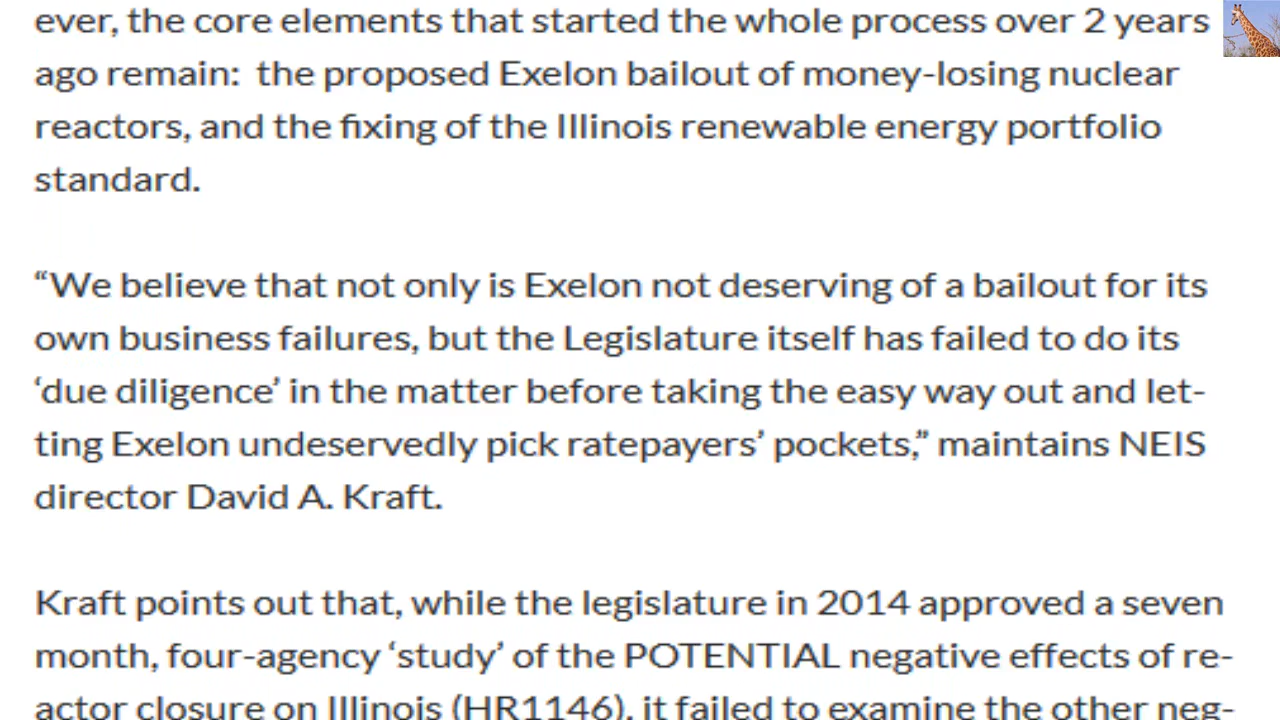 ever, the core elements that started the whole process over 2 years
ago remain:  the proposed Exelon bailout of money-losing nuclear
reactors, and the fixing of the Illinois renewable energy portfolio
standard.
“We believe that not only is Exelon not deserving of a bailout for its
own business failures, but the Legislature itself has failed to do its
‘due diligence’ in the matter before taking the easy way out and let-
ting Exelon undeservedly pick ratepayers’ pockets,” maintains NEIS
director David A. Kraft.
Kraft points out that, while the legislature in 2014 approved a seven
month, four-agency ‘study’ of the POTENTIAL negative effects of re-
actor closure on Illinois (HR1146), it failed to examine the other neg-